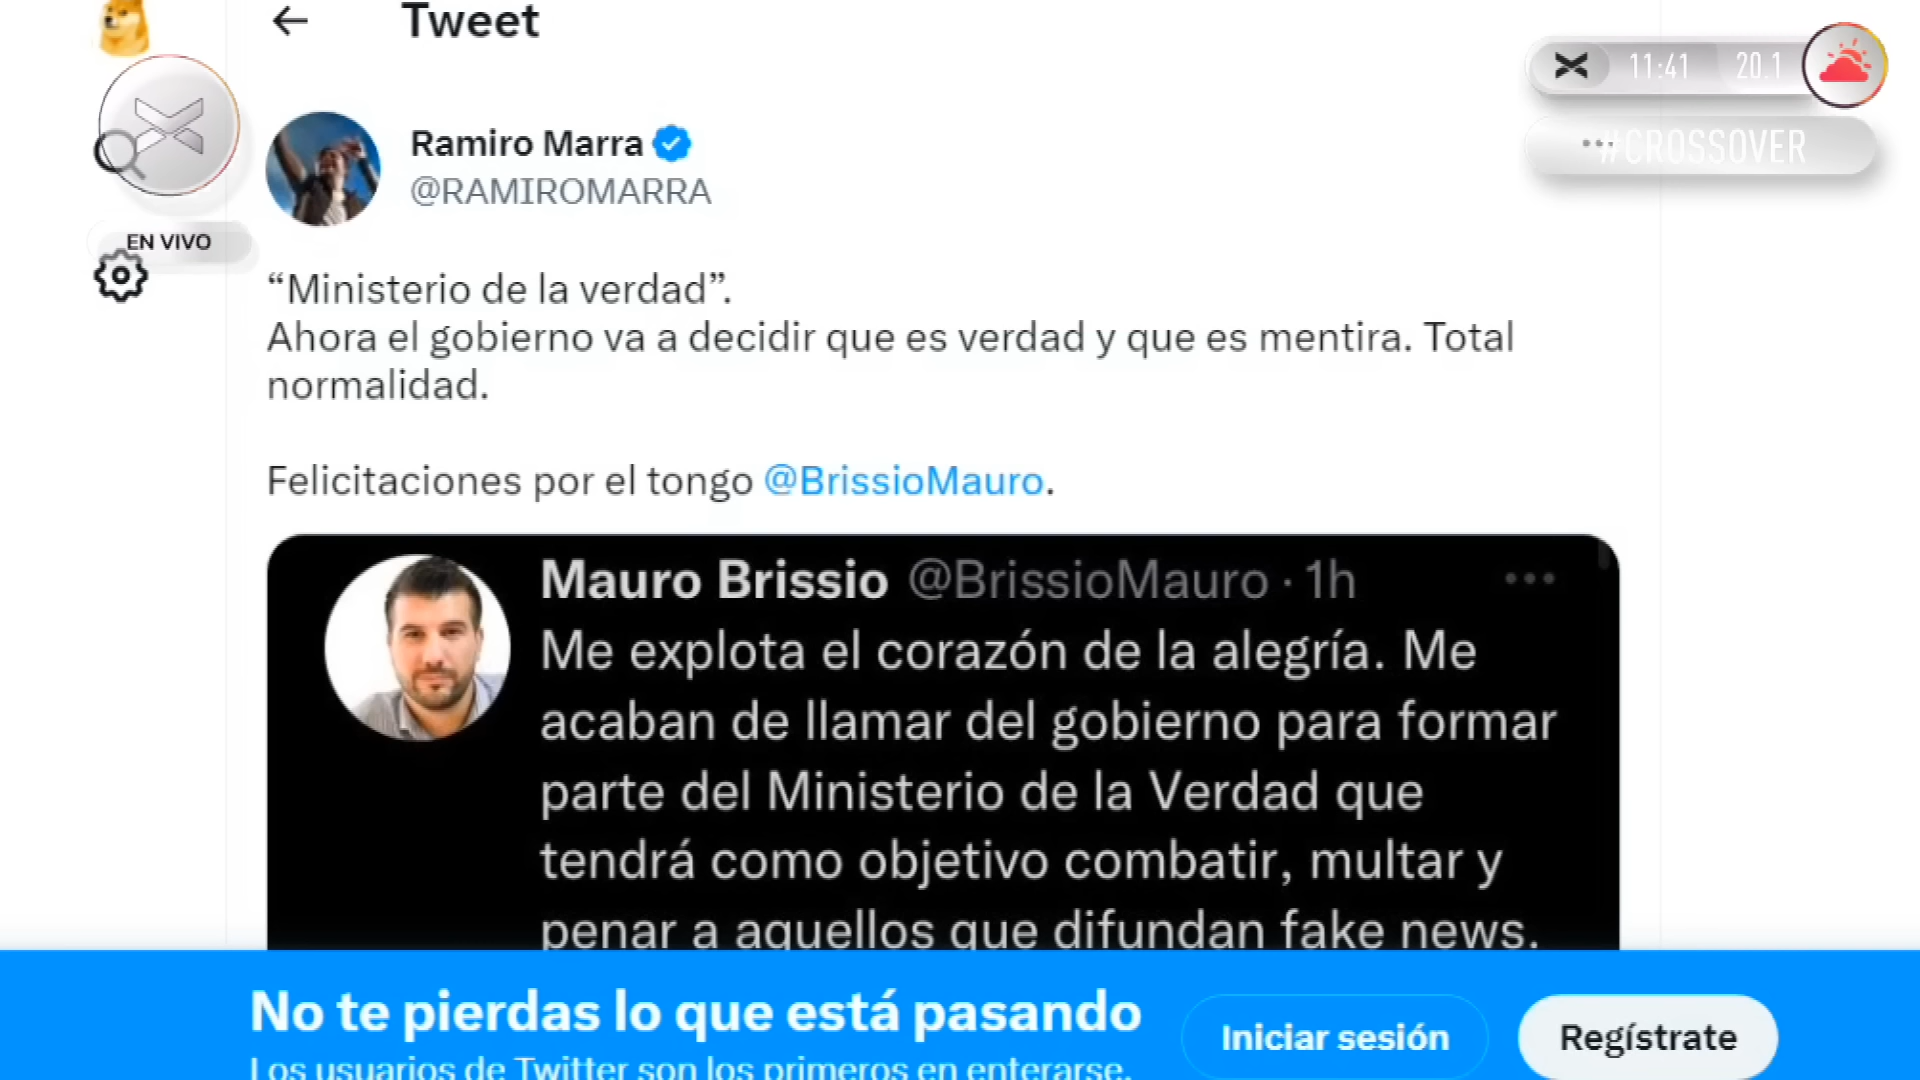 Tweet
11:41 20.1
#CROSSOVER
EN VIVO
Ramiro Marra
@RAMIROMARRA
“Ministerio de la verdad”.
Ahora el gobierno va a decidir que es verdad y que es mentira. Total
normalidad.
Felicitaciones por el tongo @BrissioMauro.
Mauro Brissio @BrissioMauro · 1h
Me explota el corazón de la alegría. Me
acaban de llamar del gobierno para formar
parte del Ministerio de la Verdad que
tendrá como objetivo combatir, multar y
penar a aquellos que difundan fake news.
No te pierdas lo que está pasando
Los usuarios de Twitter son los primeros en enterarse.
Iniciar sesión
Regístrate